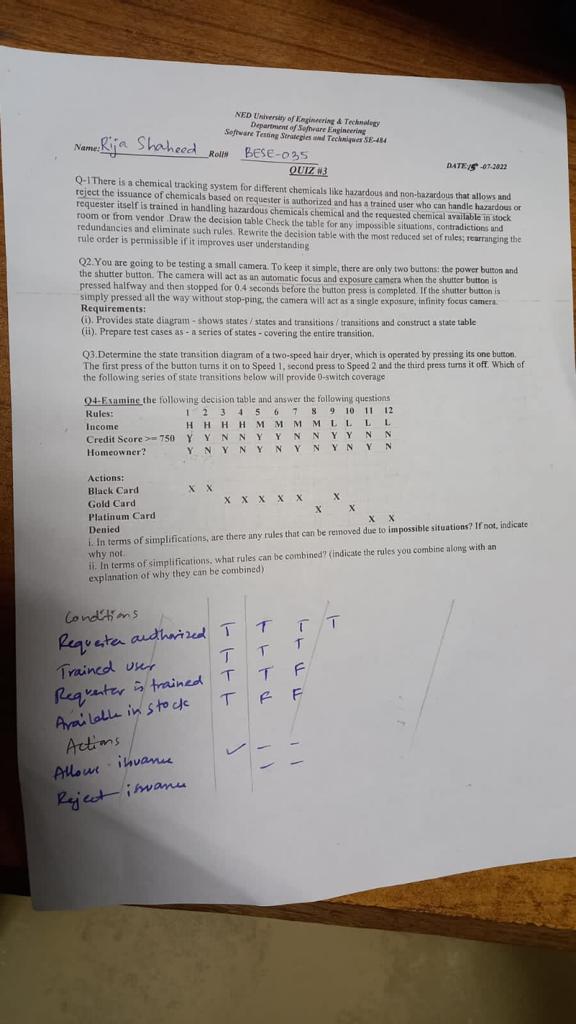 NED University of Engineering & Technology
Department of Software Engineering
Software Testing Strategies and Techniques SE-484
Name: Rija Shaheed Roll# BESE-035
QUIZ #3 DATE: -07-2022
Q-1There is a chemical tracking system for different chemicals like hazardous and non-hazardous that allows and
reject the issuance of chemicals based on requester is authorized and has a trained user who can handle hazardous or
requester itself is trained in handling hazardous chemicals chemical and the requested chemical available in stock
room or from vendor .Draw the decision table Check the table for any impossible situations, contradictions and
redundancies and eliminate such rules. Rewrite the decision table with the most reduced set of rules; rearranging the
rule order is permissible if it improves user understanding
Q2.You are going to be testing a small camera. To keep it simple, there are only two buttons: the power button and
the shutter button. The camera will act as an automatic focus and exposure camera when the shutter button is
pressed halfway and then stopped for 0.4 seconds before the button press is completed. If the shutter button is
simply pressed all the way without stop-ping, the camera will act as a single exposure, infinity focus camera.
Requirements:
(i). Provides state diagram - shows states / states and transitions / transitions and construct a state table
(ii). Prepare test cases as - a series of states - covering the entire transition.
Q3.Determine the state transition diagram of a two-speed hair dryer, which is operated by pressing its one button.
The first press of the button turns it on to Speed 1, second press to Speed 2 and the third press turns it off. Which of
the following series of state transitions below will provide 0-switch coverage
Q4-Examine the following decision table and answer the following questions
Rules: 1 2 3 4 5 6 7 8 9 10 11 12
Income H H H H M M M M L L L L
Credit Score >= 750 Y Y N N Y Y N N Y Y N N
Homeowner? Y N Y N Y N Y N Y N Y N
Actions:
Black Card X X
Gold Card X X X X X X
Platinum Card X X
Denied X X
i. In terms of simplifications, are there any rules that can be removed due to impossible situations? If not, indicate
why not.
ii. In terms of simplifications, what rules can be combined? (indicate the rules you combine along with an
explanation of why they can be combined)
Conditions
Requester authorized T T T T
Trained user T T T
Requester is trained T T F
Available in stock T F F
Actions
Allows issuance ✓ – –
Reject issuance – –